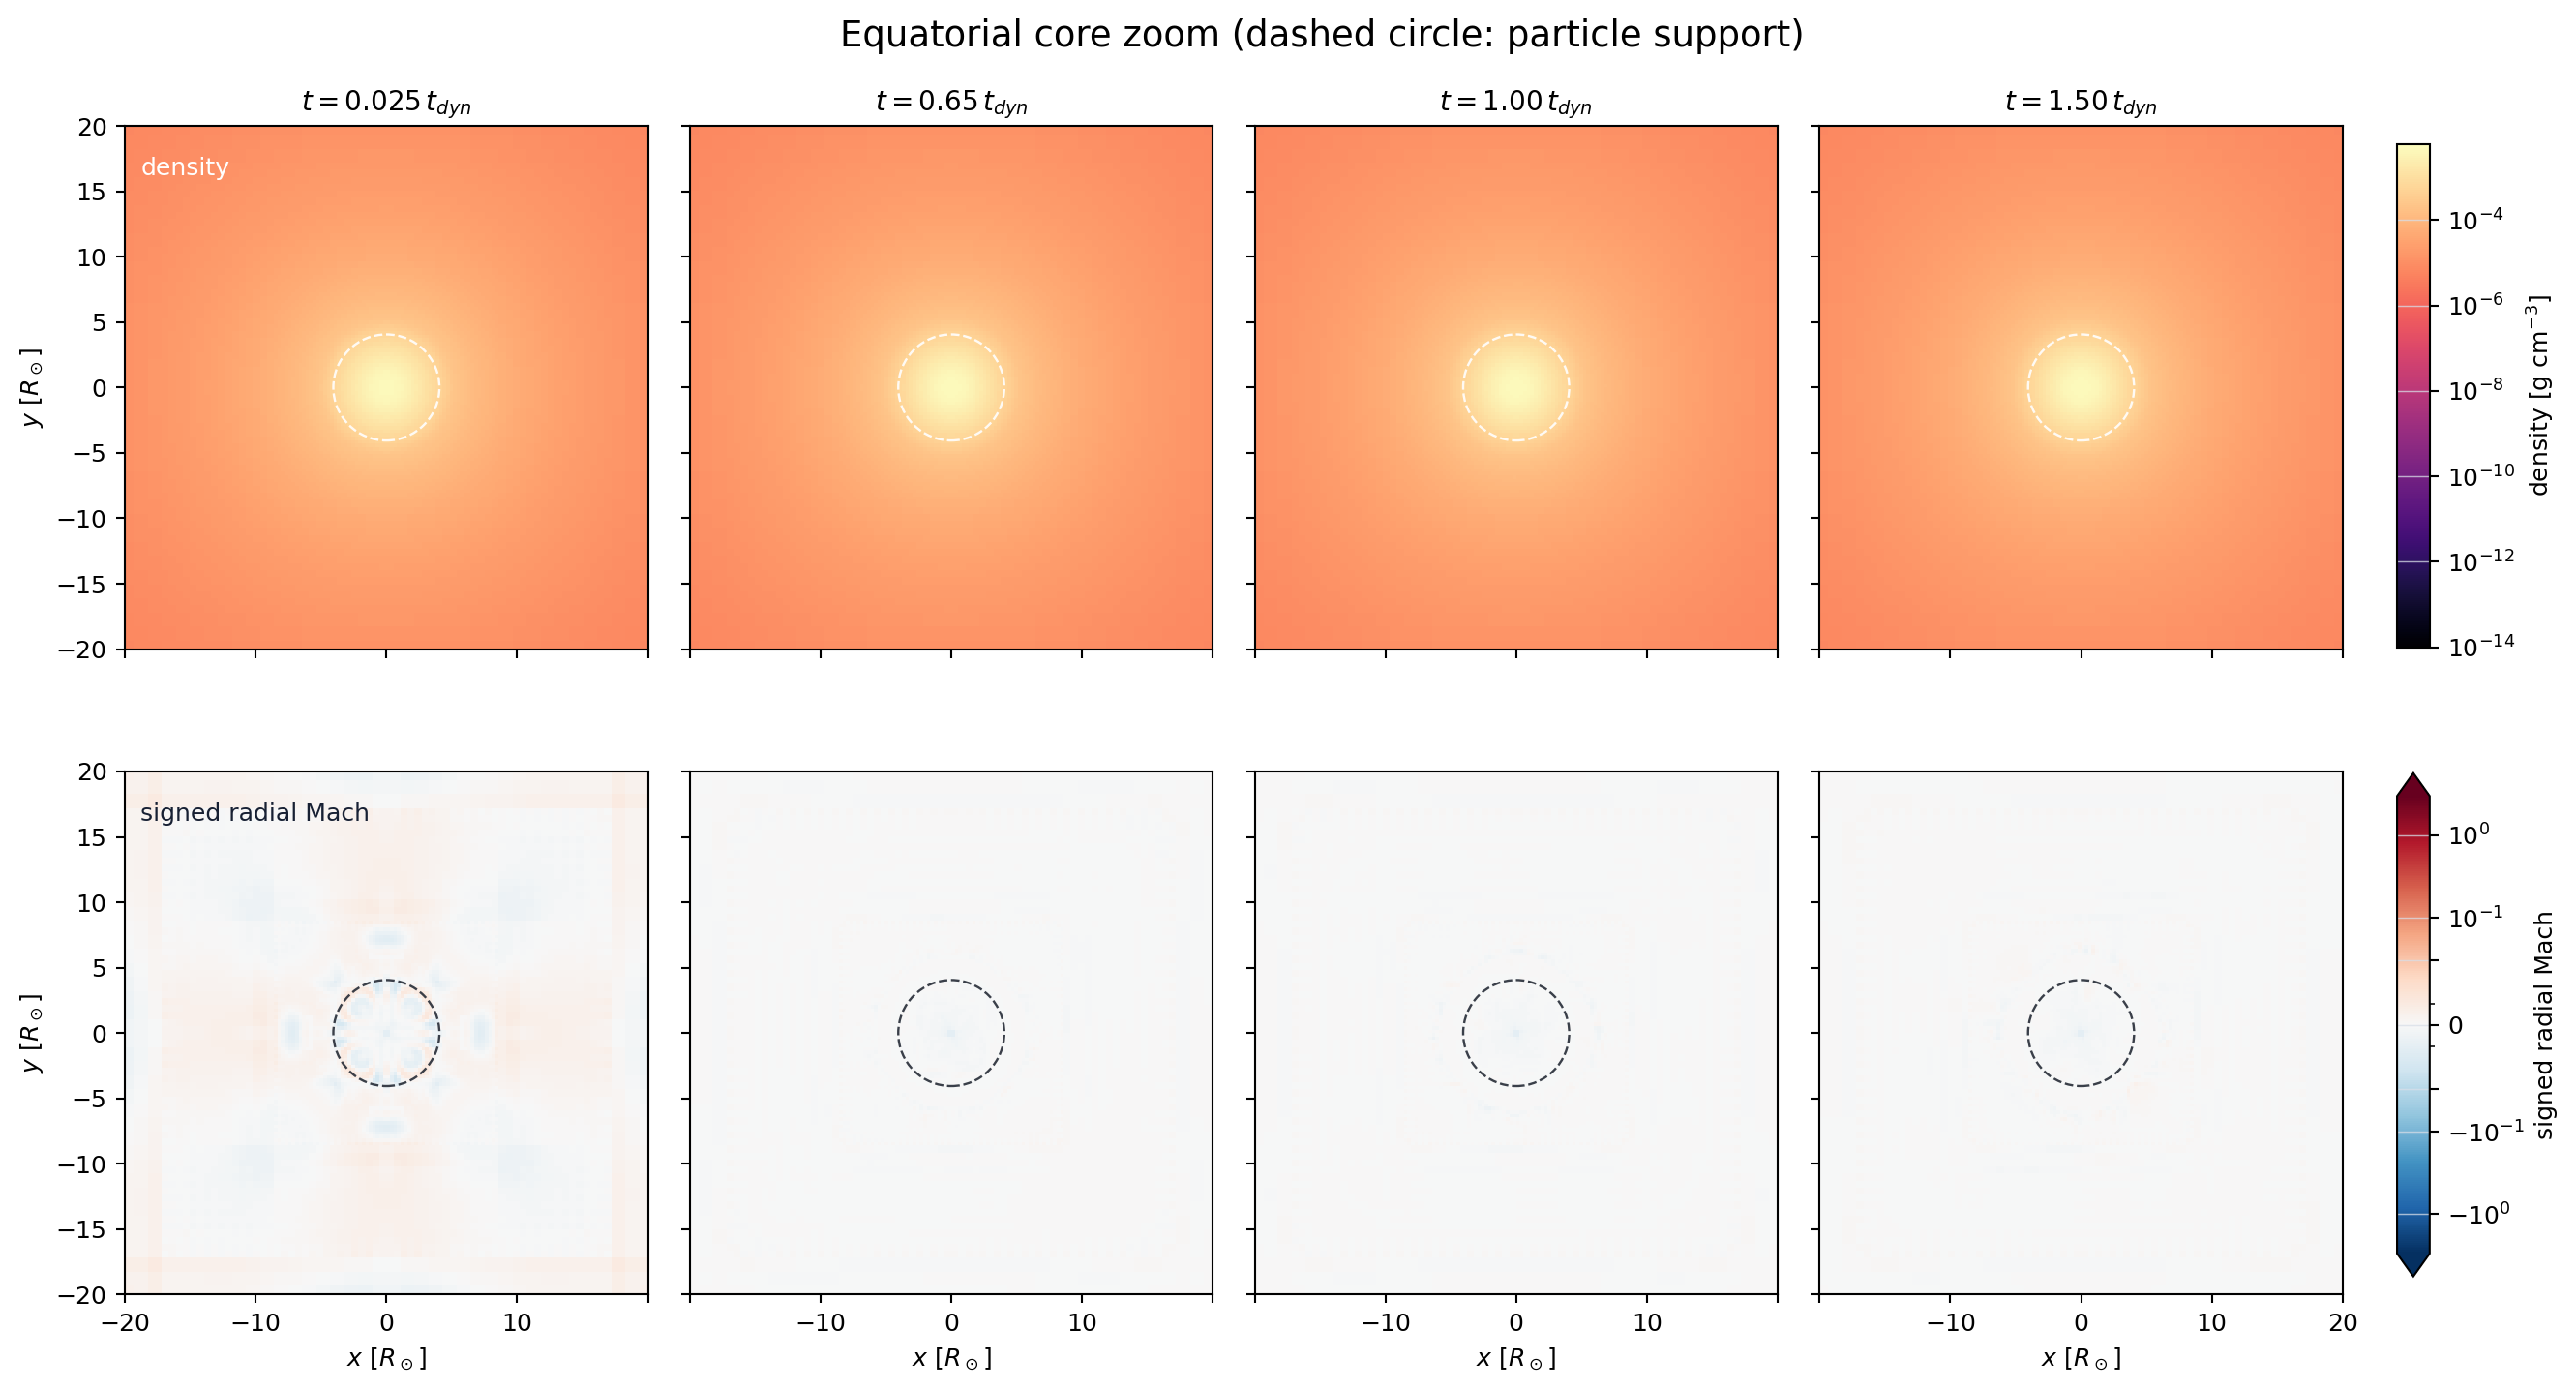 Equatorial core zoom (dashed circle: particle support)
t = 0.025 t_dyn
t = 0.65 t_dyn
t = 1.00 t_dyn
t = 1.50 t_dyn
density
20
15
10
5
0
−5
−10
−15
−20
y [R⊙]
10⁻⁴
10⁻⁶
10⁻⁸
10⁻¹⁰
10⁻¹²
10⁻¹⁴
density [g cm⁻³]
signed radial Mach
20
15
10
5
0
−5
−10
−15
−20
y [R⊙]
−20 −10 0 10
x [R⊙]
−10 0 10
x [R⊙]
−10 0 10
x [R⊙]
−10 0 10 20
x [R⊙]
10⁰
10⁻¹
0
−10⁻¹
−10⁰
signed radial Mach